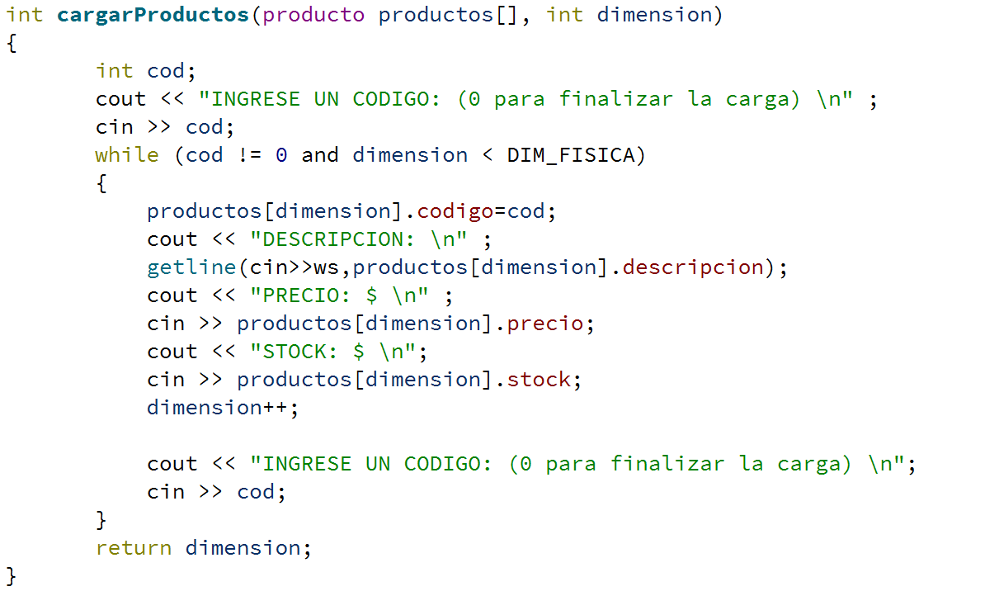 int cargarProductos(producto productos[], int dimension)
{
int cod;
cout << "INGRESE UN CODIGO: (0 para finalizar la carga) \n" ;
cin >> cod;
while (cod != 0 and dimension < DIM_FISICA)
{
productos[dimension].codigo=cod;
cout << "DESCRIPCION: \n" ;
getline(cin>>ws,productos[dimension].descripcion);
cout << "PRECIO: $ \n" ;
cin >> productos[dimension].precio;
cout << "STOCK: $ \n";
cin >> productos[dimension].stock;
dimension++;
cout << "INGRESE UN CODIGO: (0 para finalizar la carga) \n";
cin >> cod;
}
return dimension;
}